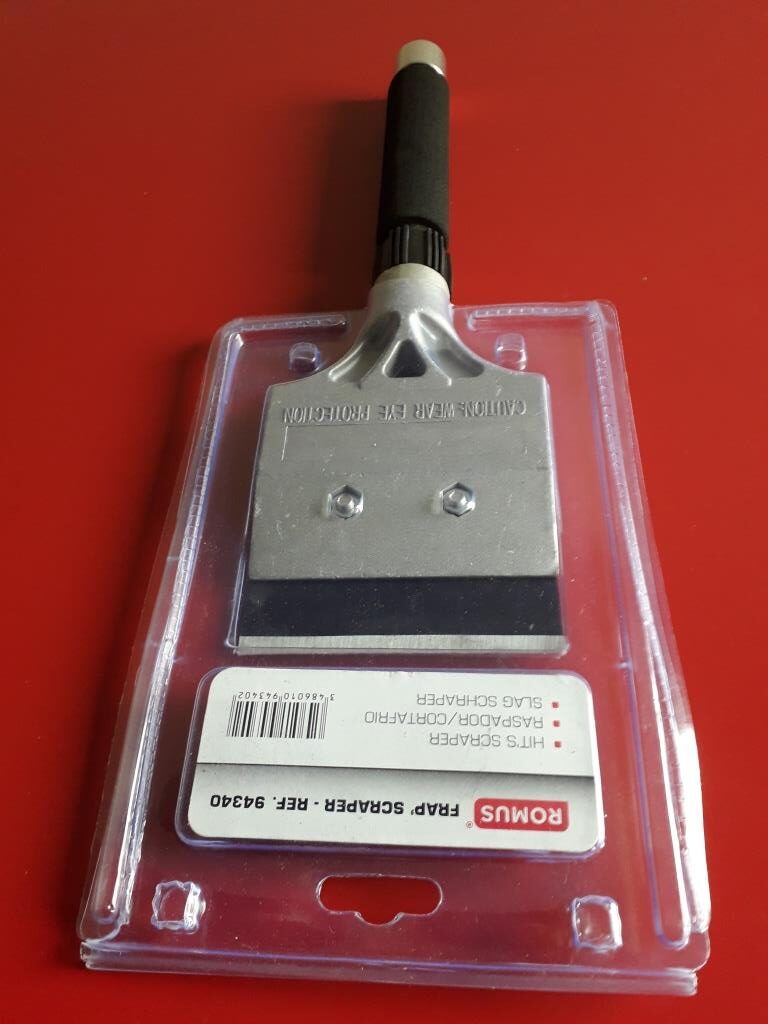 ROMUS®
FRAP' SCRAPER - REF. 94340
HIT'S SCRAPER
RASPADOR/CORTAFRIO
SLAG SCHRAPER
3 486010 943402
CAUTION: WEAR EYE PROTECTION